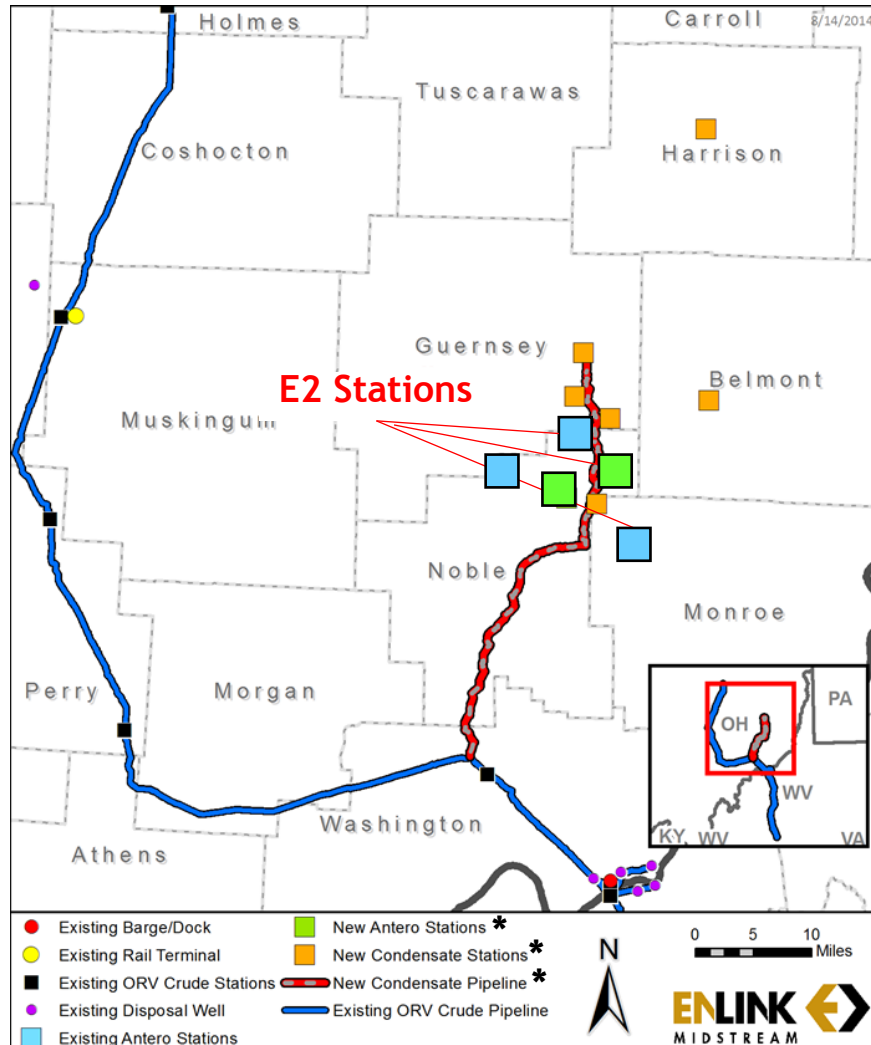 Holmes
Carroll
8/14/2014
Tuscarawas
Coshocton
Harrison
Guernsey
Belmont
E2 Stations
Muskingum
Noble
Monroe
Perry
Morgan
OH
PA
WV
Washington
KY
WV
VA
Athens
Existing Barge/Dock
New Antero Stations *
Existing Rail Terminal
New Condensate Stations *
Existing ORV Crude Stations
New Condensate Pipeline *
Existing Disposal Well
Existing ORV Crude Pipeline
Existing Antero Stations
N
0 5 10
Miles
ENLINK
MIDSTREAM